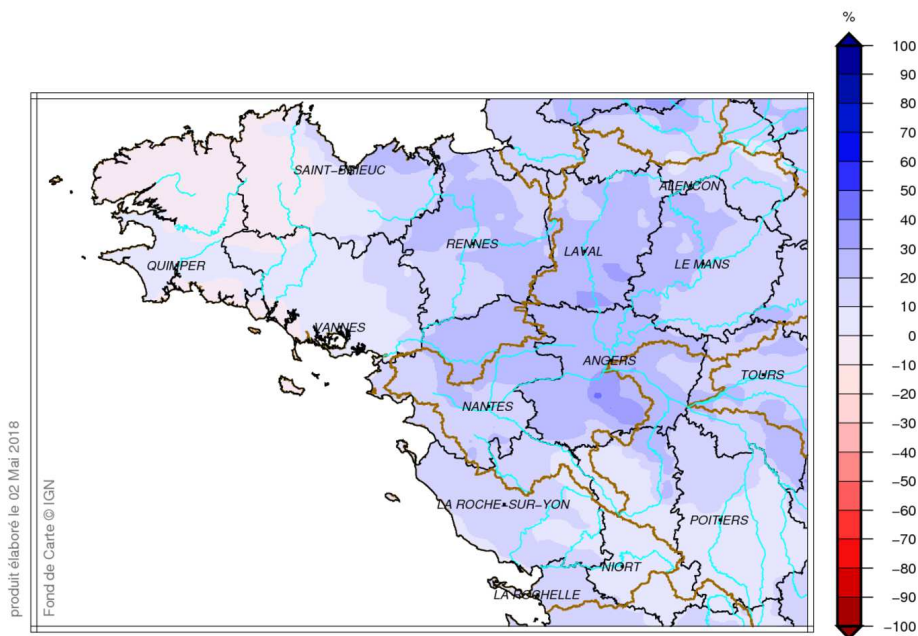 %
100
90
80
70
60
50
40
30
20
10
0
−10
−20
−30
−40
−50
−60
−70
−80
−90
−100
SAINT−BRIEUC
ALENCON
RENNES
LAVAL
LE MANS
QUIMPER
VANNES
ANGERS
TOURS
NANTES
LA ROCHE−SUR−YON
POITIERS
NIORT
LA ROCHELLE
produit élaboré le 02 Mai 2018
Fond de Carte © IGN